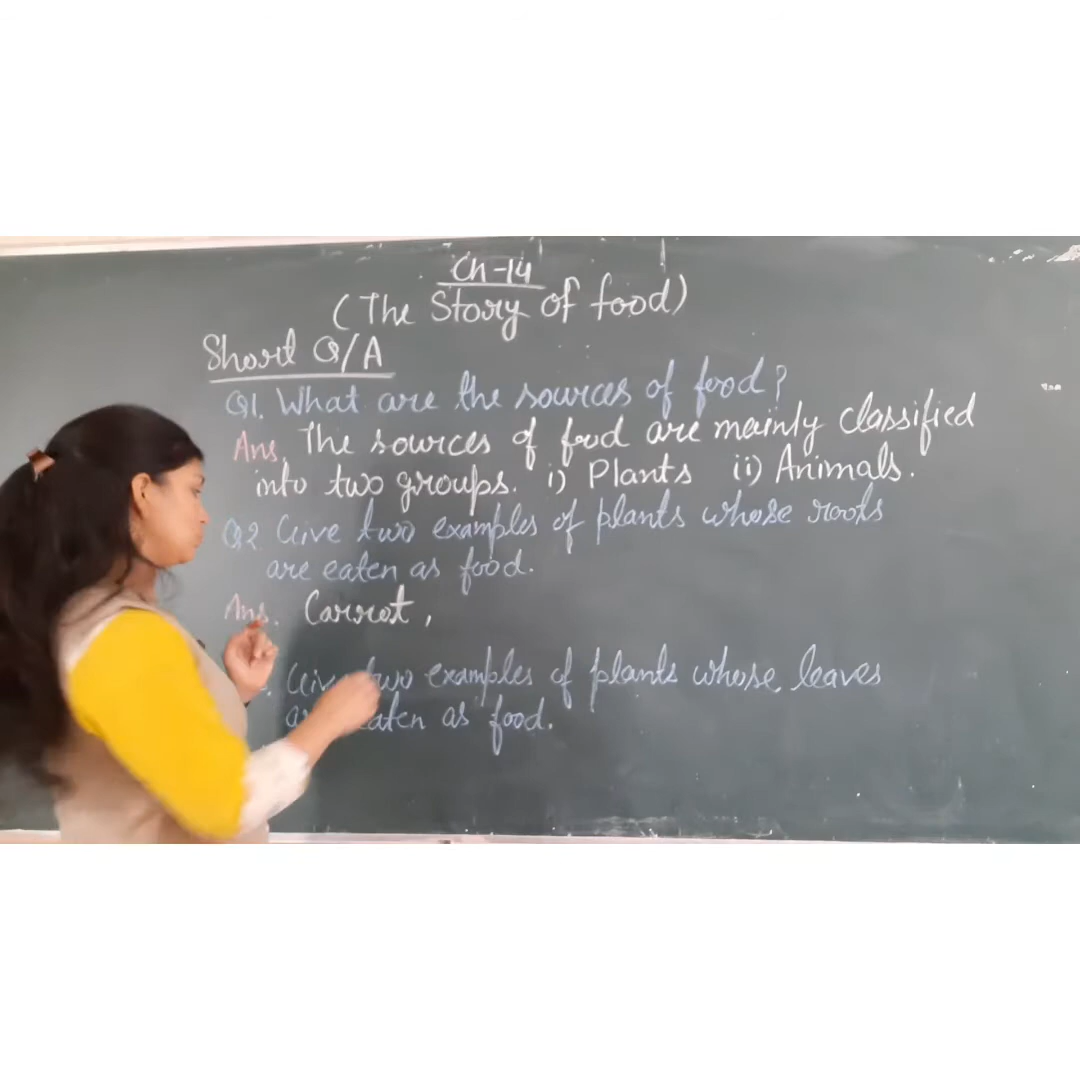 Ch-14
(The Story of food)
Short Q/A
Q1. What are the sources of food?
Ans. The sources of food are mainly classified
into two groups. i) Plants ii) Animals.
Q2. Give two examples of plants whose roots
are eaten as food.
Ans. Carrot,
Give two examples of plants whose leaves
eaten as food.